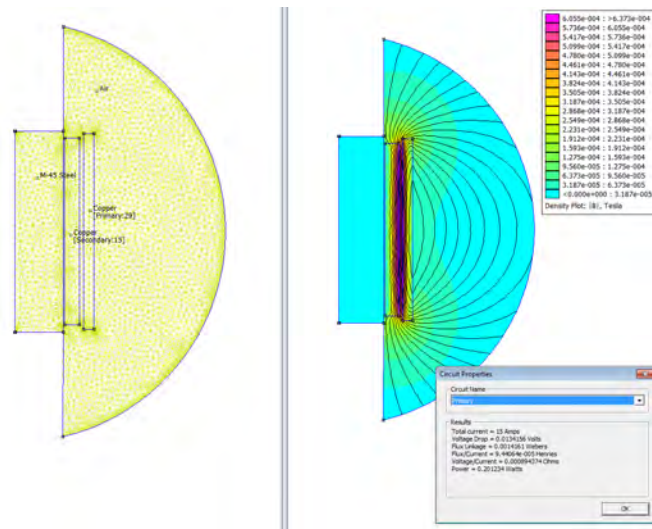 Air
M-45 Steel
Copper
[Primary:29]
Copper
[Secondary:15]
6.055e-004 : >6.373e-004
5.736e-004 : 6.055e-004
5.417e-004 : 5.736e-004
5.099e-004 : 5.417e-004
4.780e-004 : 5.099e-004
4.461e-004 : 4.780e-004
4.143e-004 : 4.461e-004
3.824e-004 : 4.143e-004
3.505e-004 : 3.824e-004
3.187e-004 : 3.505e-004
2.868e-004 : 3.187e-004
2.549e-004 : 2.868e-004
2.231e-004 : 2.549e-004
1.912e-004 : 2.231e-004
1.593e-004 : 1.912e-004
1.275e-004 : 1.593e-004
9.560e-005 : 1.275e-004
6.373e-005 : 9.560e-005
3.187e-005 : 6.373e-005
<0.000e+000 : 3.187e-005
Density Plot: |B|, Tesla
Circuit Properties
Circuit Name
Primary
Results
Total current = 15 Amps
Voltage Drop = 0.0134156 Volts
Flux Linkage = 0.0014161 Webers
Flux/Current = 9.44064e-005 Henries
Voltage/Current = 0.000894374 Ohms
Power = 0.201234 Watts
OK